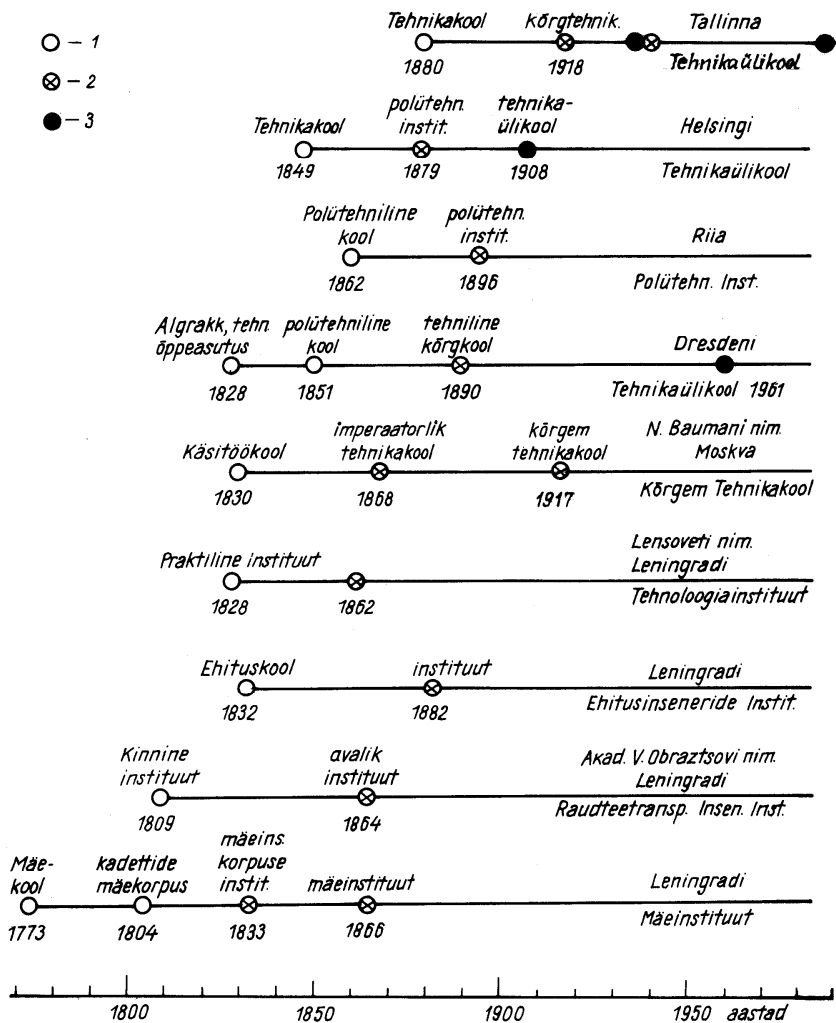 ○ – 1
⊗ – 2
● – 3
Tehnikakool kõrgtehnik. Tallinna
1880 1918 Tehnikaülikool
polütehn. tehnika-
Tehnikakool instit. ülikool Helsingi
1849 1879 1908 Tehnikaülikool
Polütehniline polütehn.
kool instit. Riia
1862 1896 Polütehn. Inst.
Algrakk, tehn. polütehniline tehniline
õppeasutus kool kõrgkool Dresdeni
1828 1851 1890 Tehnikaülikool 1961
imperaatorlik kõrgem N. Baumani nim.
Käsitöökool tehnikakool tehnikakool Moskva
1830 1868 1917 Kõrgem Tehnikakool
Lensoveti nim.
Praktiline instituut Leningradi
1828 1862 Tehnoloogiainstituut
Ehituskool instituut Leningradi
1832 1882 Ehitusinseneride Instit.
Kinnine avalik Akad. V. Obraztsovi nim.
instituut instituut Leningradi
1809 1864 Raudteetransp. Insen. Inst.
mäeins.
Mäe- kadettide korpuse
kool mäekorpus instit. mäeinstituut Leningradi
1773 1804 1833 1866 Mäeinstituut
1800 1850 1900 1950 aastad